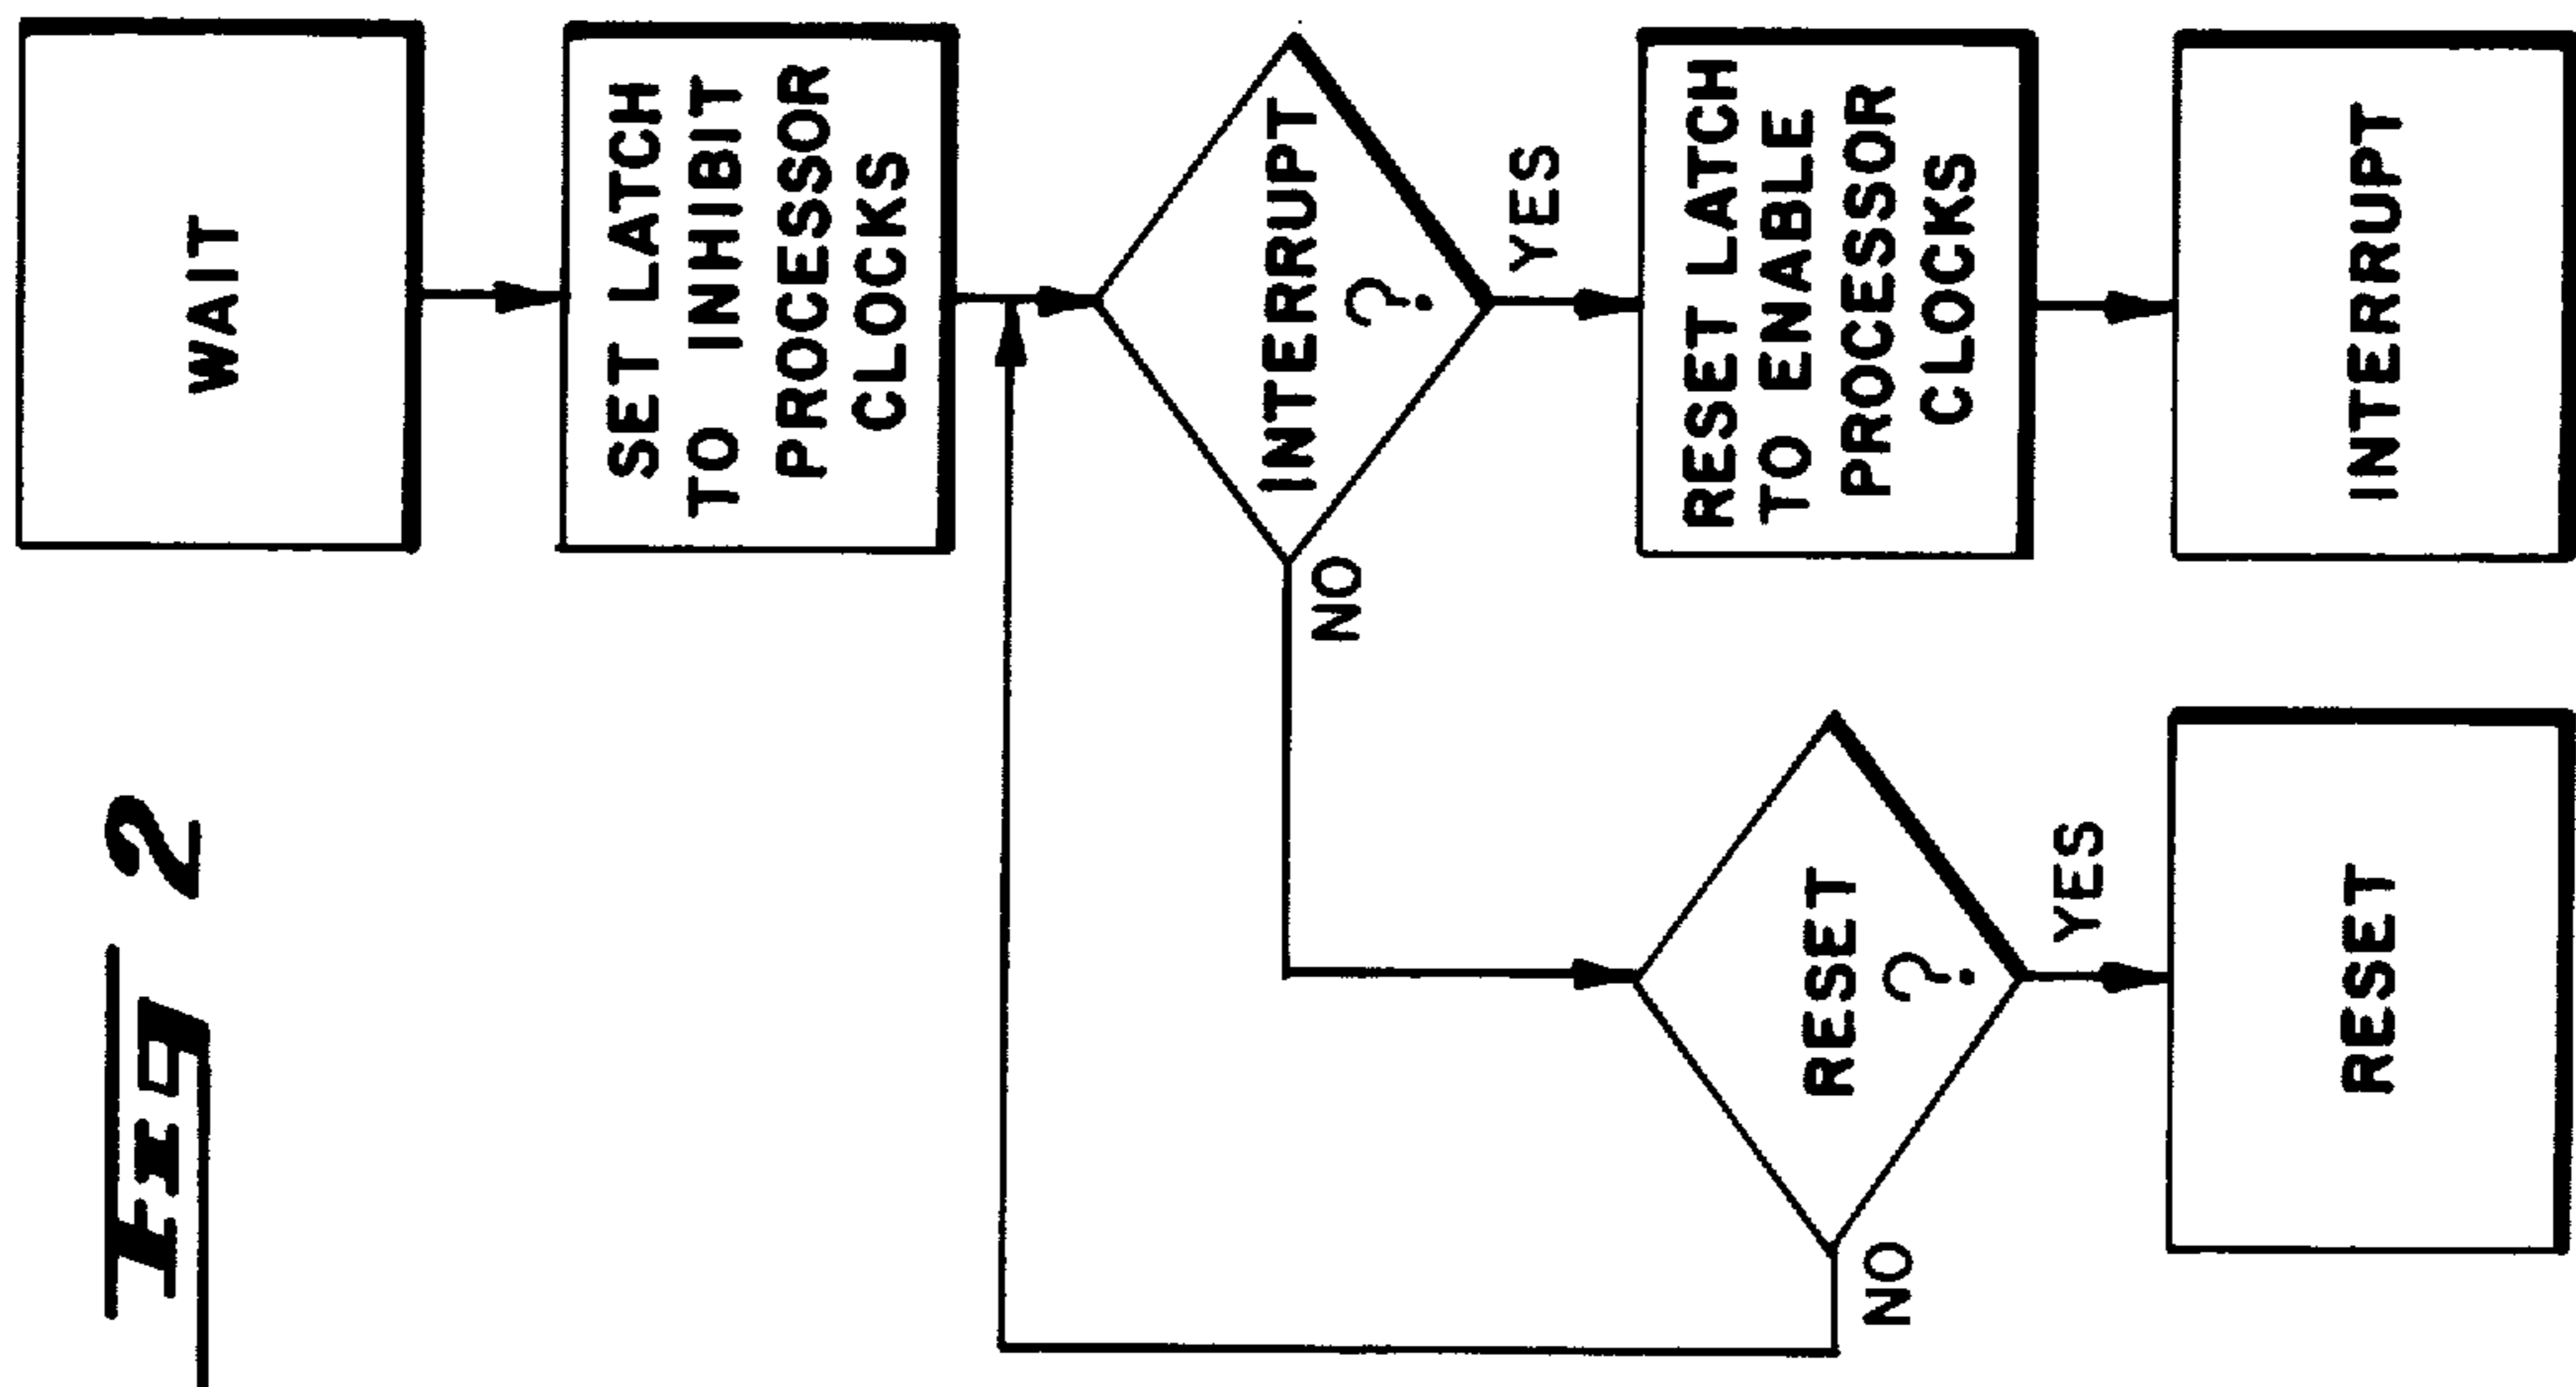 Fig 2
WAIT
SET LATCH
TO INHIBIT
PROCESSOR
CLOCKS
INTERRUPT
?
NO
YES
RESET LATCH
TO ENABLE
PROCESSOR
CLOCKS
INTERRUPT
RESET
?
NO
YES
RESET